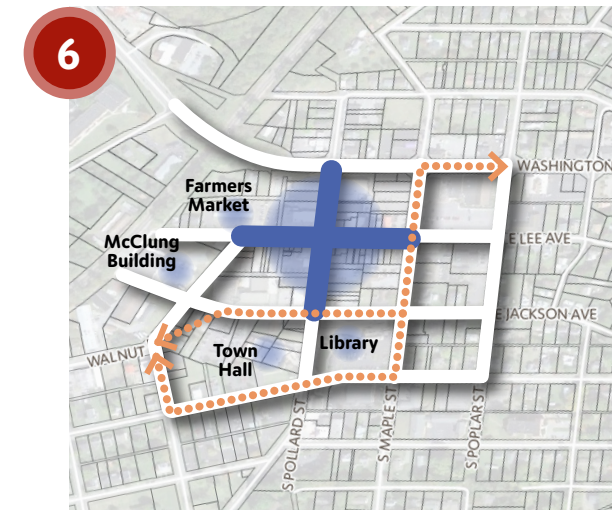 6
WASHINGTON
Farmers
Market
E LEE AVE
McClung
Building
E JACKSON AVE
WALNUT
Town
Hall
Library
S POLLARD ST
S MAPLE ST
S POPLAR ST